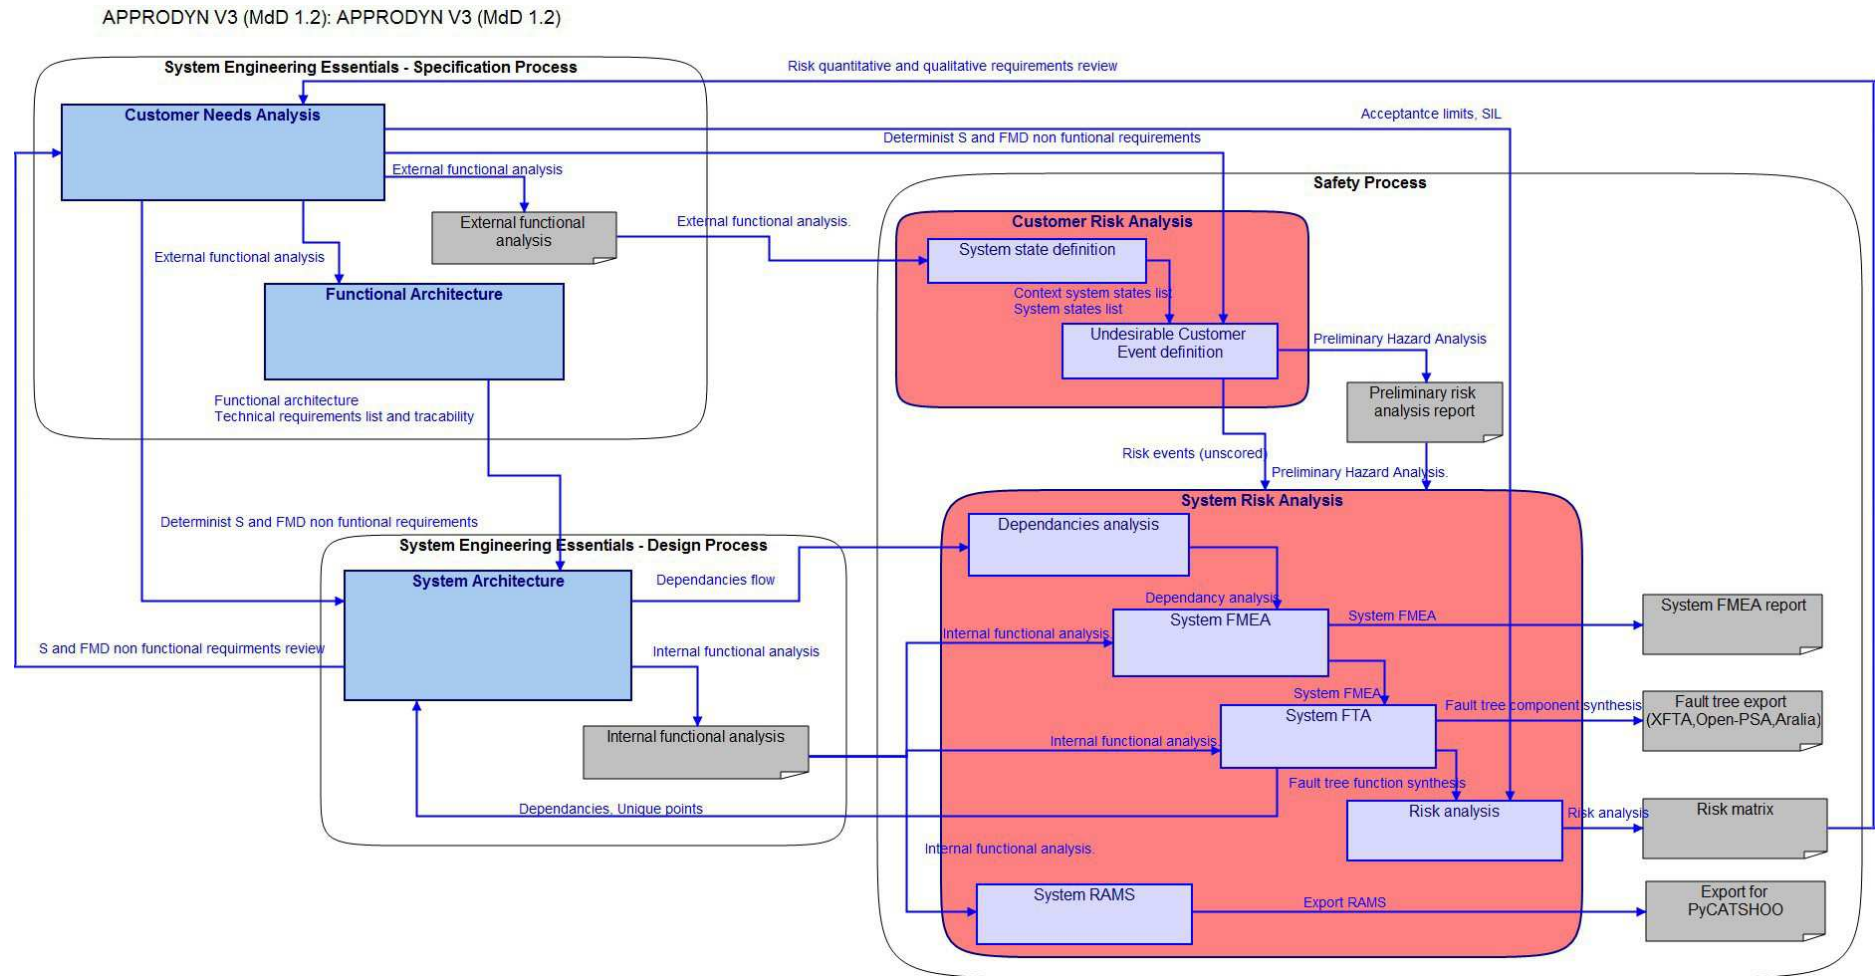 APPRODYN V3 (MdD 1.2): APPRODYN V3 (MdD 1.2)
System Engineering Essentials - Specification Process
Risk quantitative and qualitative requirements review
Customer Needs Analysis
Acceptantce limits, SIL
Determinist S and FMD non funtional requirements
External functional analysis
Safety Process
External functional
analysis
External functional analysis.
Customer Risk Analysis
System state definition
External functional analysis
Functional Architecture
Context system states list
System states list
Undesirable Customer
Event definition
Preliminary Hazard Analysis
Preliminary risk
analysis report
Functional architecture
Technical requirements list and tracability
Risk events (unscored)
Preliminary Hazard Analysis.
System Risk Analysis
Determinist S and FMD non funtional requirements
Dependancies analysis
System Engineering Essentials - Design Process
System Architecture
Dependancies flow
Dependancy analysis
System FMEA
System FMEA
System FMEA report
Internal functional analysis.
S and FMD non functional requirments review
Internal functional analysis
System FMEA
Fault tree component synthesis
Fault tree export
(XFTA,Open-PSA,Aralia)
System FTA
Internal functional analysis
Internal functional analysis.
Fault tree function synthesis
Dependancies, Unique points
Risk analysis
Risk analysis
Risk matrix
Internal functional analysis.
System RAMS
Export RAMS
Export for
PyCATSHOO